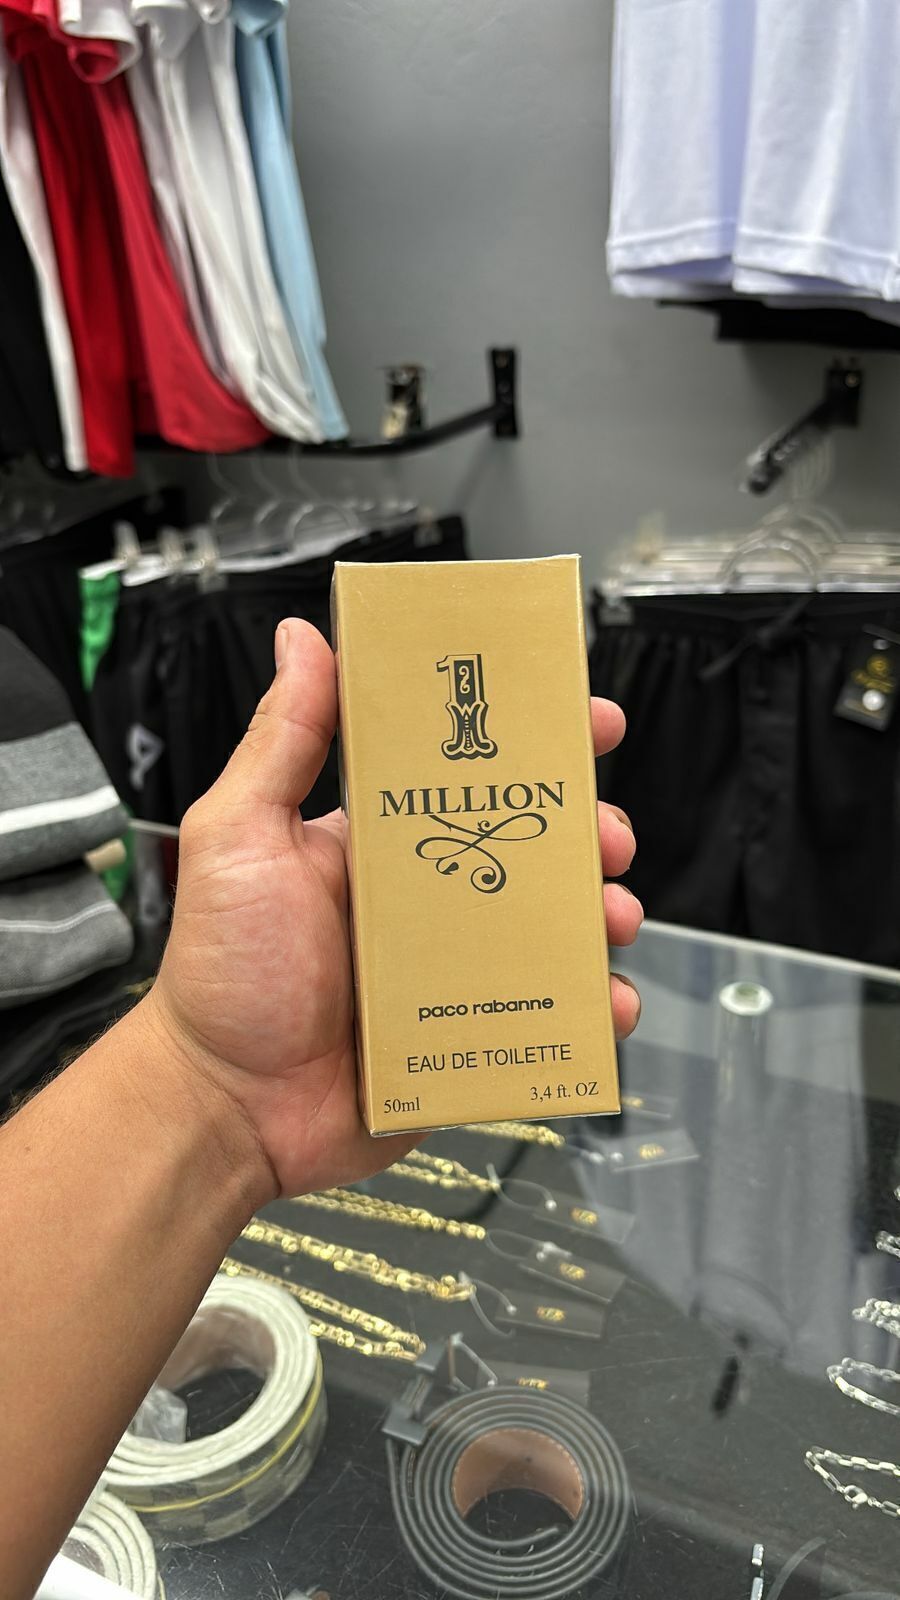 1
MILLION
paco rabanne
EAU DE TOILETTE
50ml 3,4 ft. OZ